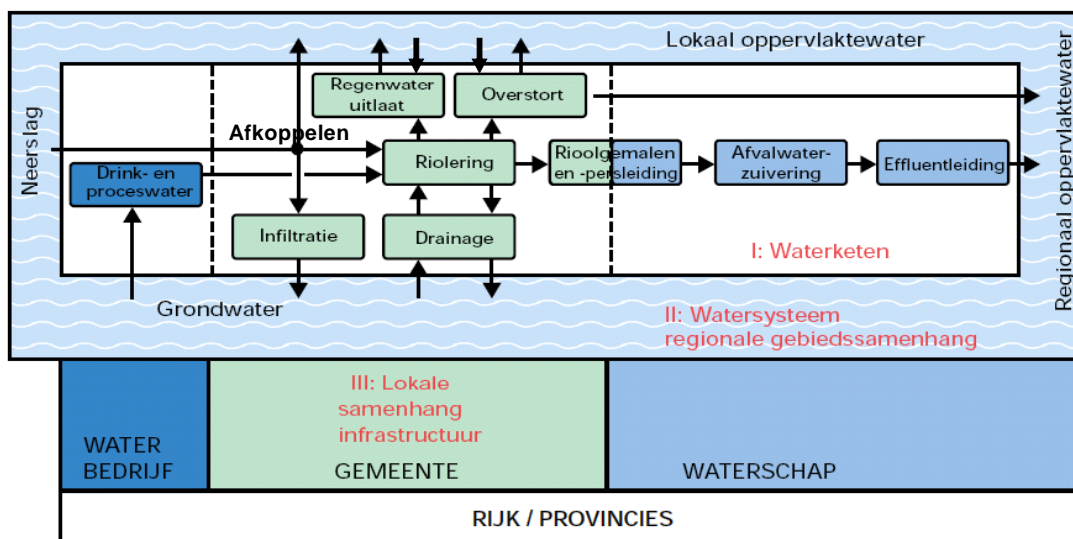 Lokaal oppervlaktewater
Neerslag
Regionaal oppervlaktewater
Regenwater
uitlaat
Overstort
Afkoppelen
Riolering
Rioolgemalen
en -persleiding
Afvalwater-
zuivering
Effluentleiding
Drink- en
proceswater
Infiltratie
Drainage
I: Waterketen
Grondwater
II: Watersysteem
regionale gebiedssamenhang
III: Lokale
samenhang
infrastructuur
WATER
BEDRIJF
GEMEENTE
WATERSCHAP
RIJK / PROVINCIES